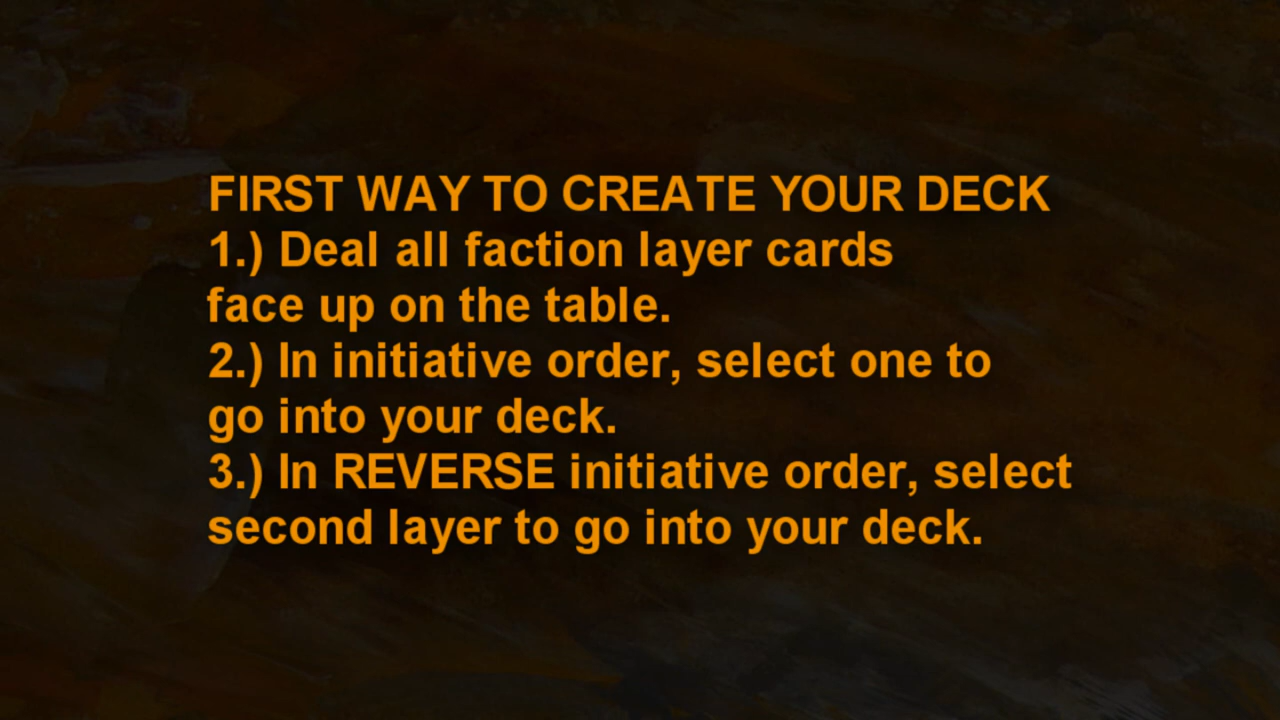 FIRST WAY TO CREATE YOUR DECK
1.) Deal all faction layer cards
face up on the table.
2.) In initiative order, select one to
go into your deck.
3.) In REVERSE initiative order, select
second layer to go into your deck.